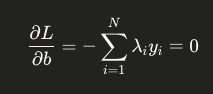 ∂L/∂b = − ∑_{i=1}^{N} λ_i y_i = 0